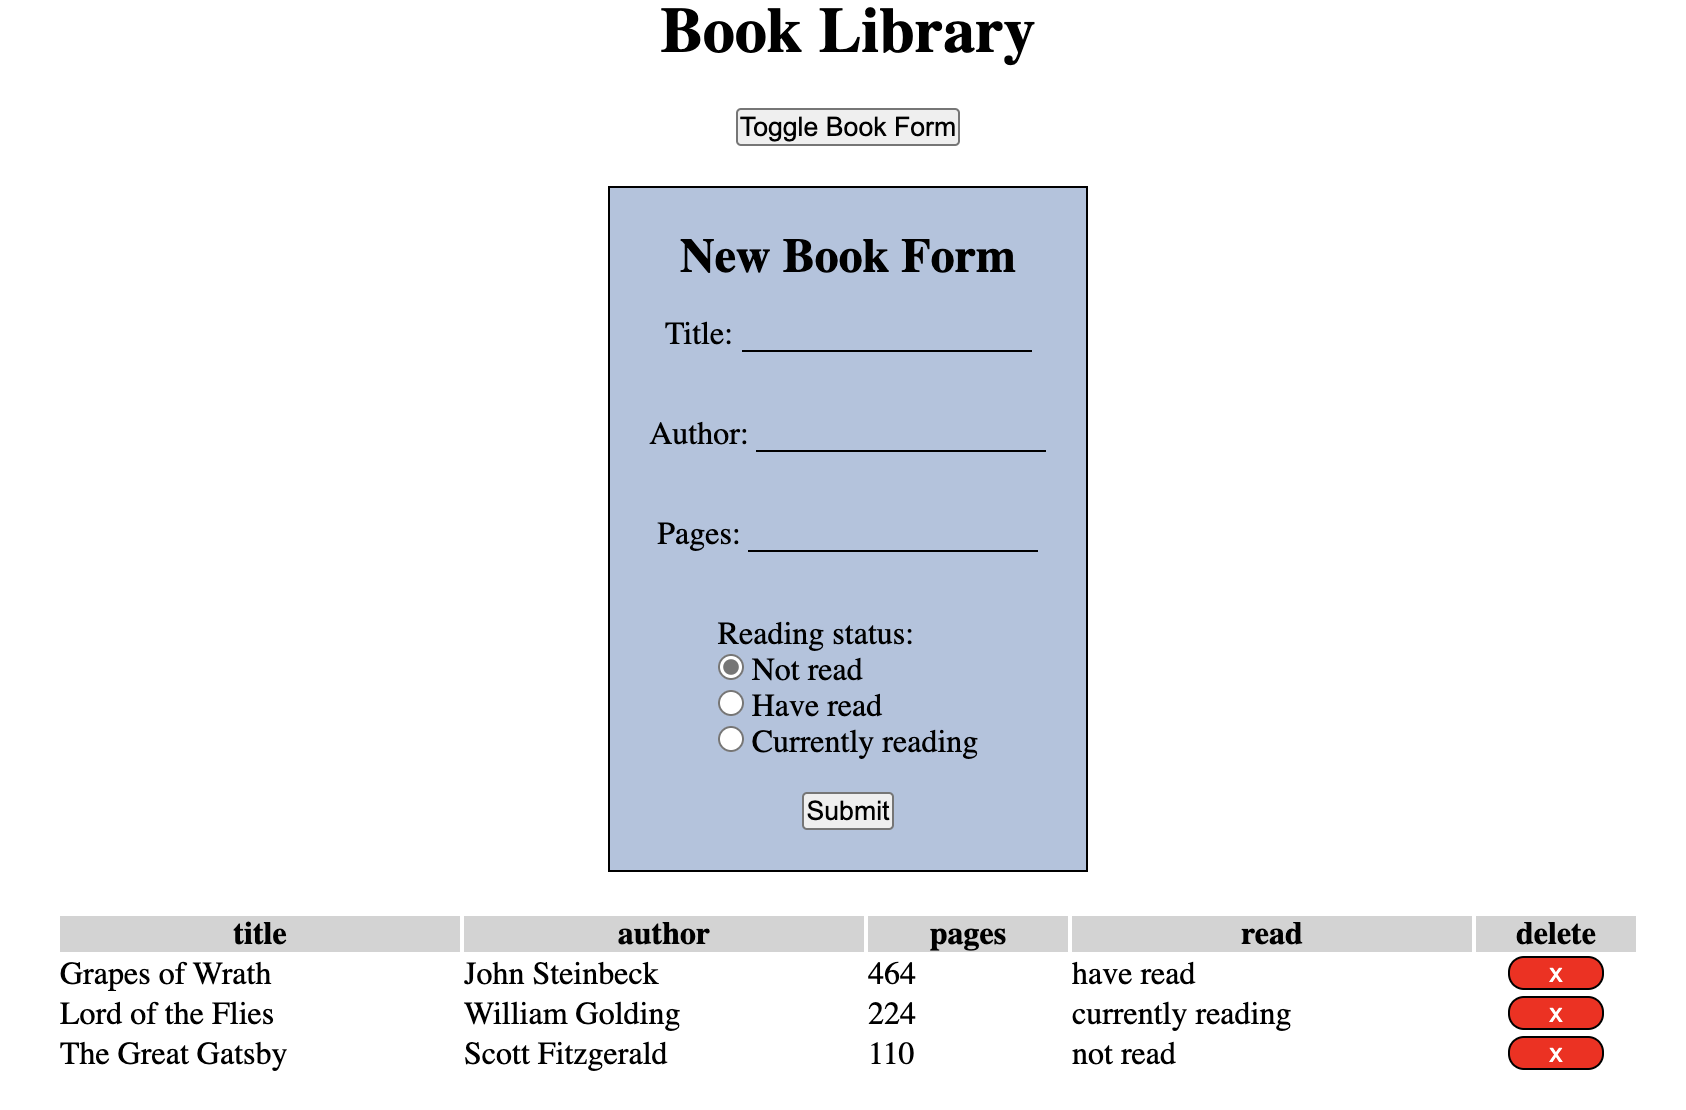 Book Library
Toggle Book Form
New Book Form
Title:
Author:
Pages:
Reading status:
Not read
Have read
Currently reading
Submit
title author pages read delete
Grapes of Wrath John Steinbeck 464 have read x
Lord of the Flies William Golding 224 currently reading x
The Great Gatsby Scott Fitzgerald 110 not read x